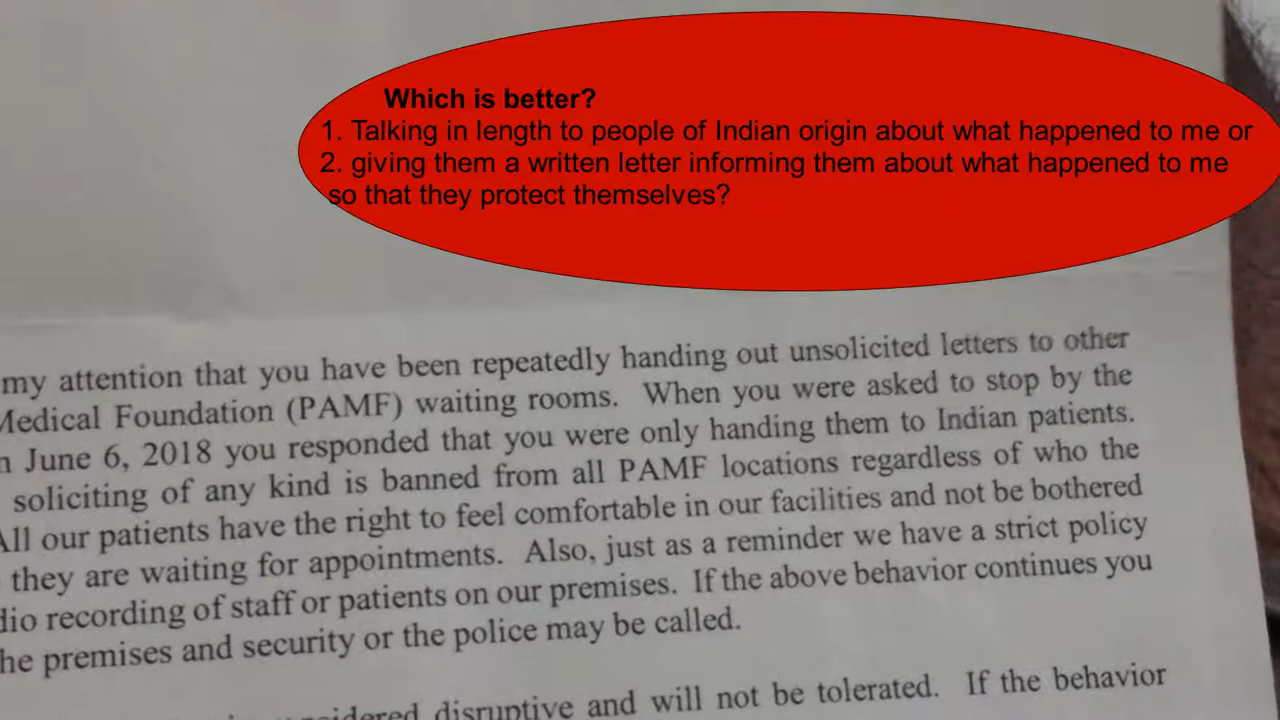 Which is better?
1. Talking in length to people of Indian origin about what happened to me or
2. giving them a written letter informing them about what happened to me
so that they protect themselves?
my attention that you have been repeatedly handing out unsolicited letters to other
Medical Foundation (PAMF) waiting rooms. When you were asked to stop by the
June 6, 2018 you responded that you were only handing them to Indian patients.
soliciting of any kind is banned from all PAMF locations regardless of who the
All our patients have the right to feel comfortable in our facilities and not be bothered
they are waiting for appointments. Also, just as a reminder we have a strict policy
dio recording of staff or patients on our premises. If the above behavior continues you
he premises and security or the police may be called.
disruptive and will not be tolerated. If the behavior